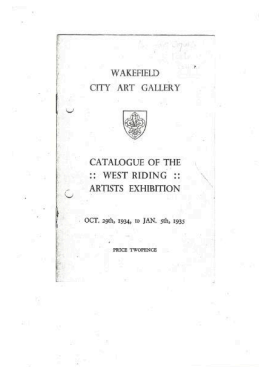 WAKEFIELD
CITY ART GALLERY
CATALOGUE OF THE
:: WEST RIDING ::
ARTISTS EXHIBITION
OCT. 29th, 1934, to JAN. 5th, 1935
PRICE TWOPENCE